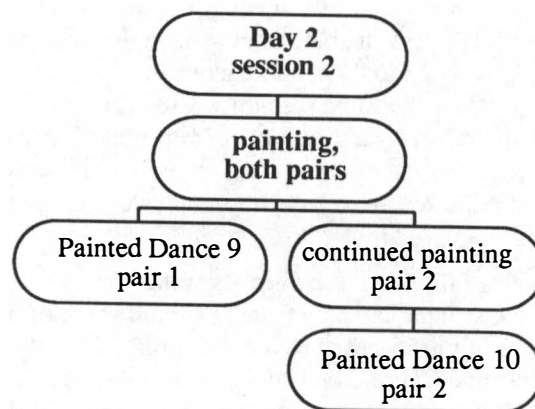 Day 2
session 2
painting,
both pairs
Painted Dance 9
pair 1
continued painting
pair 2
Painted Dance 10
pair 2